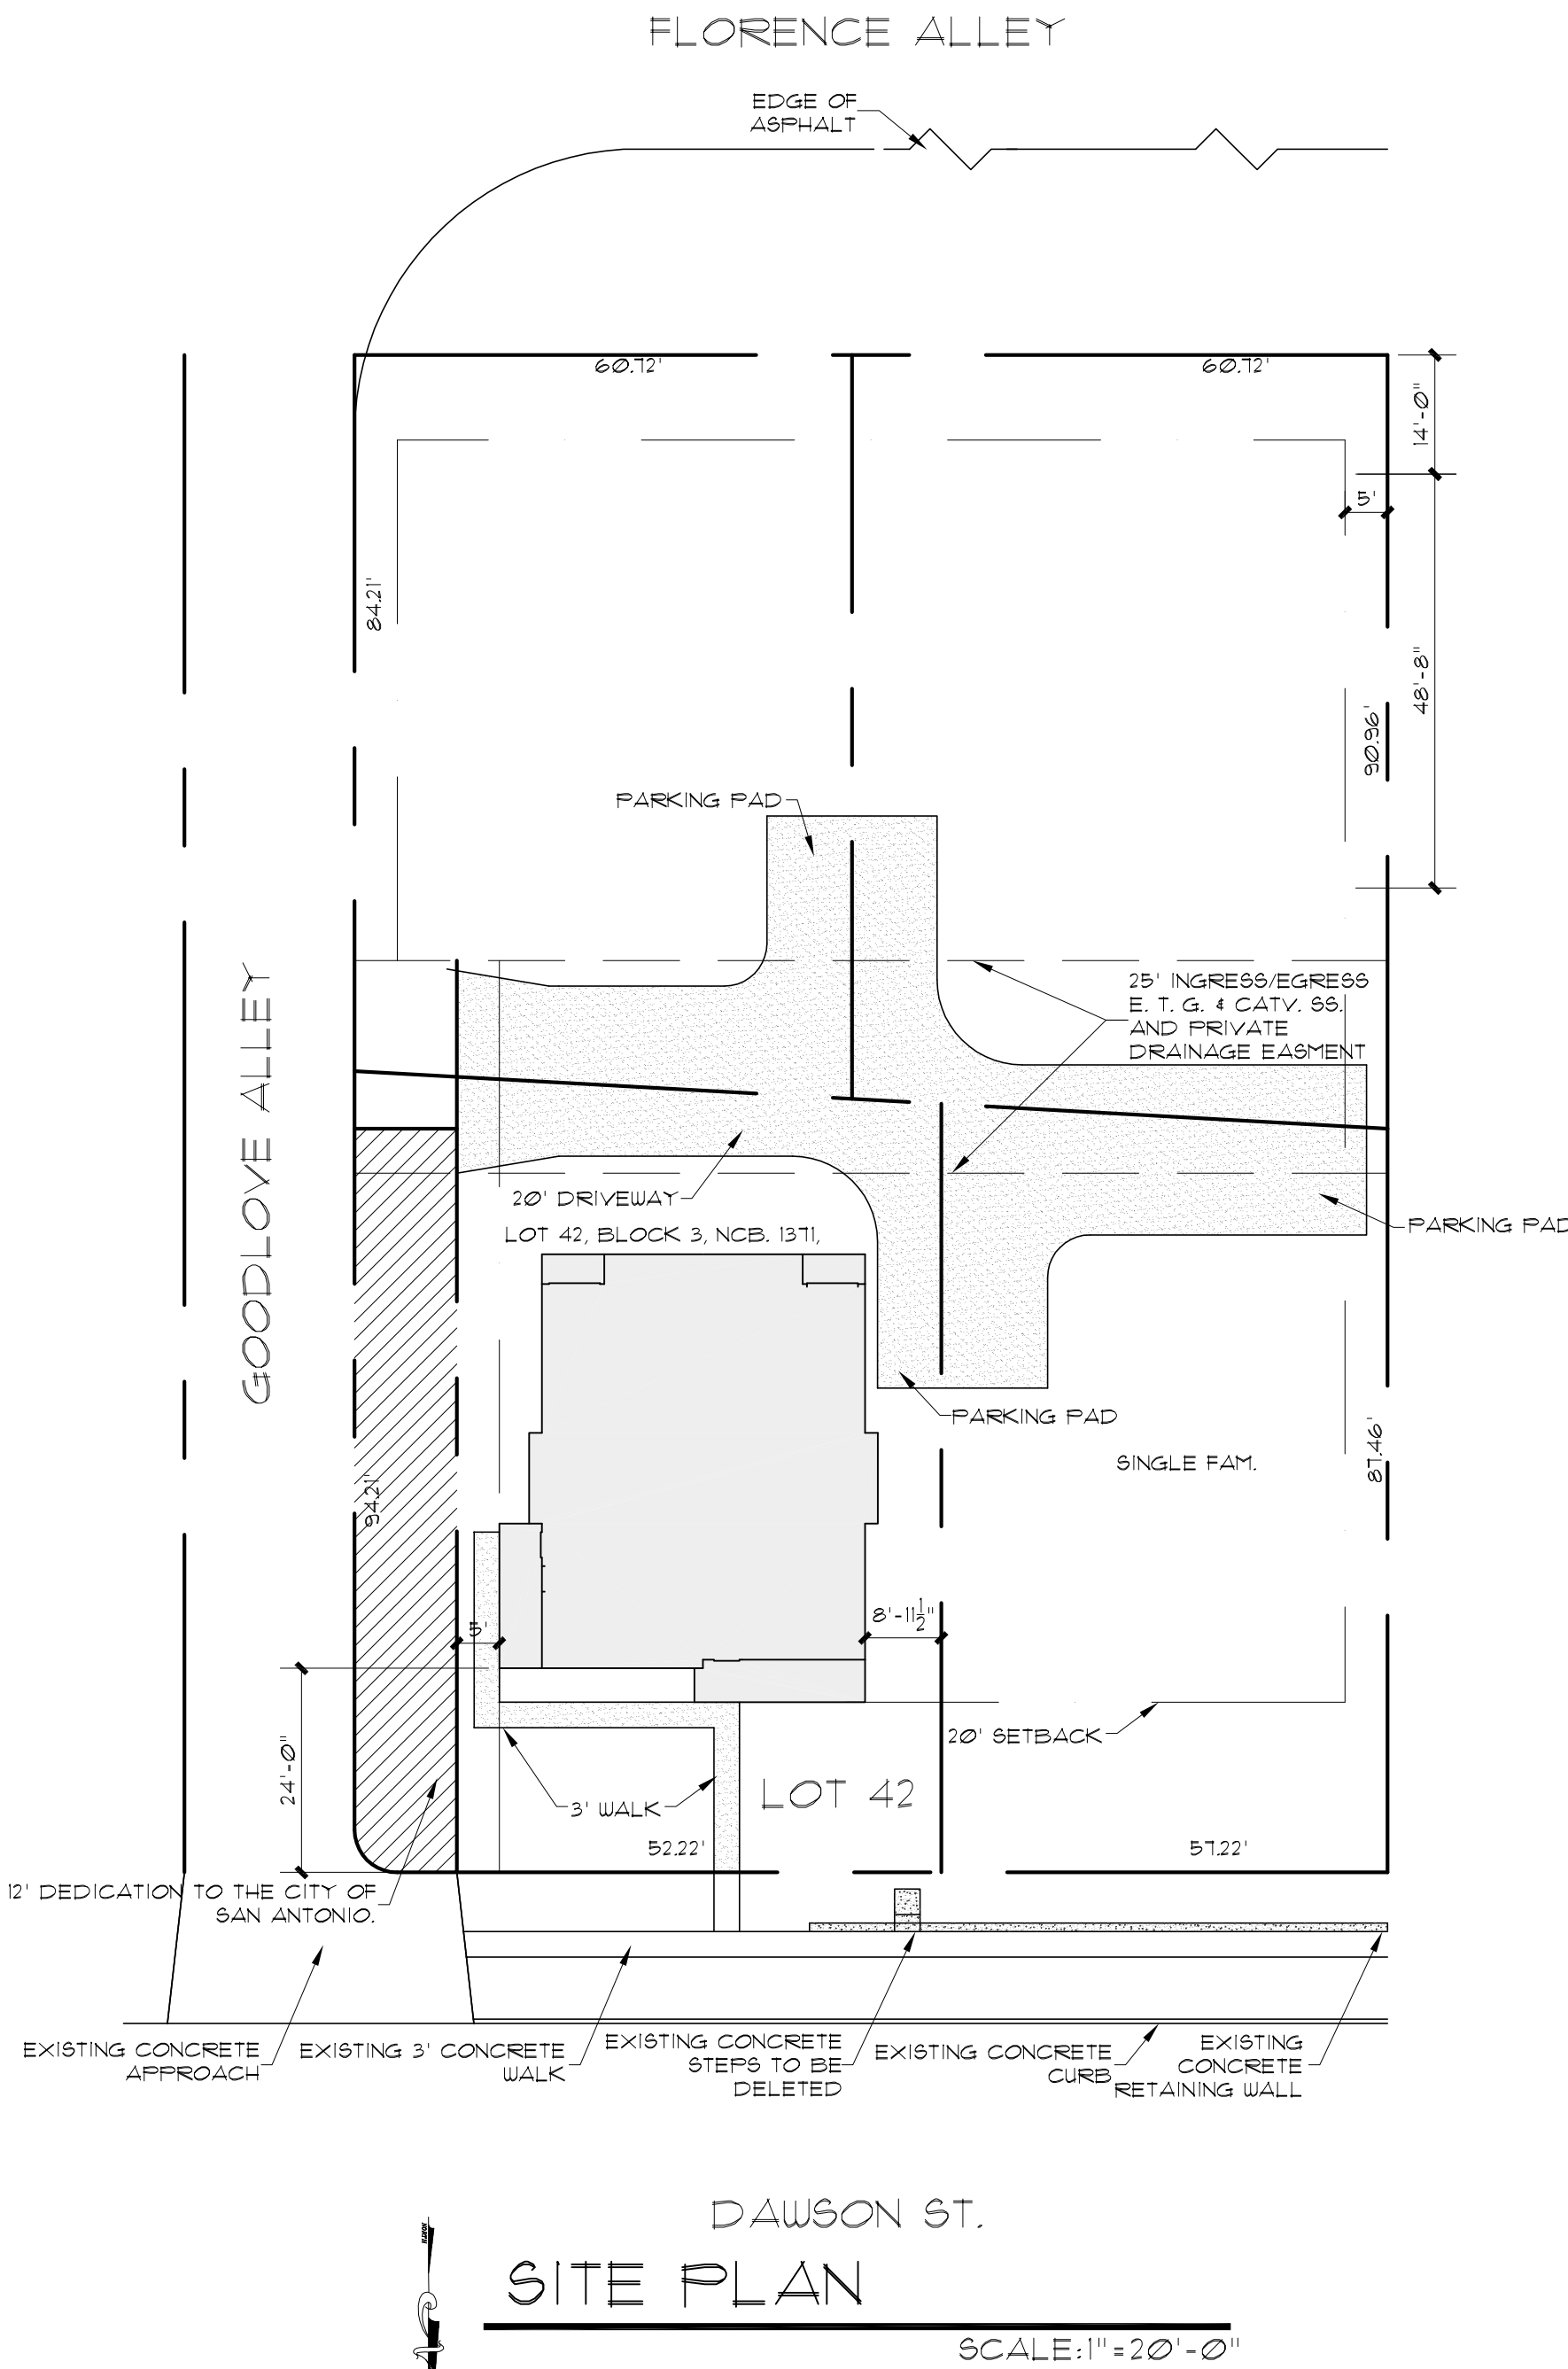 FLORENCE ALLEY
EDGE OF
ASPHALT
60.72'
60.72'
14'-0"
5'
84.21'
48'-8"
90.96'
PARKING PAD
25' INGRESS/EGRESS
E. T. G. & CATV. SS.
AND PRIVATE
DRAINAGE EASMENT
GOODLOVE ALLEY
20' DRIVEWAY
PARKING PAD
LOT 42, BLOCK 3, NCB. 1371,
PARKING PAD
SINGLE FAM.
87.46'
94.21'
5'
8'-11 1/2"
24'-0"
20' SETBACK
3' WALK
LOT 42
52.22'
57.22'
12' DEDICATION TO THE CITY OF
SAN ANTONIO.
EXISTING CONCRETE
APPROACH
EXISTING 3' CONCRETE
WALK
EXISTING CONCRETE
STEPS TO BE
DELETED
EXISTING CONCRETE
CURB
EXISTING
CONCRETE
RETAINING WALL
DAWSON ST.
NORTH
SITE PLAN
SCALE:1"=20'-0"